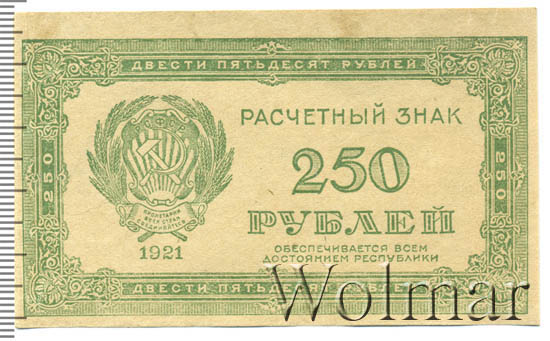 ДВЕСТИ ПЯТЬДЕСЯТ РУБЛЕЙ
РАСЧЕТНЫЙ ЗНАК
250
250
250
РУБЛЕЙ
ПРОЛЕТАРИИ
ВСЕХ СТРАН
СОЕДИНЯЙТЕСЬ
1921
ОБЕСПЕЧИВАЕТСЯ ВСЕМ
ДОСТОЯНИЕМ РЕСПУБЛИКИ
ДВЕСТИ ПЯТЬДЕСЯТ РУБЛЕЙ
Wolmar